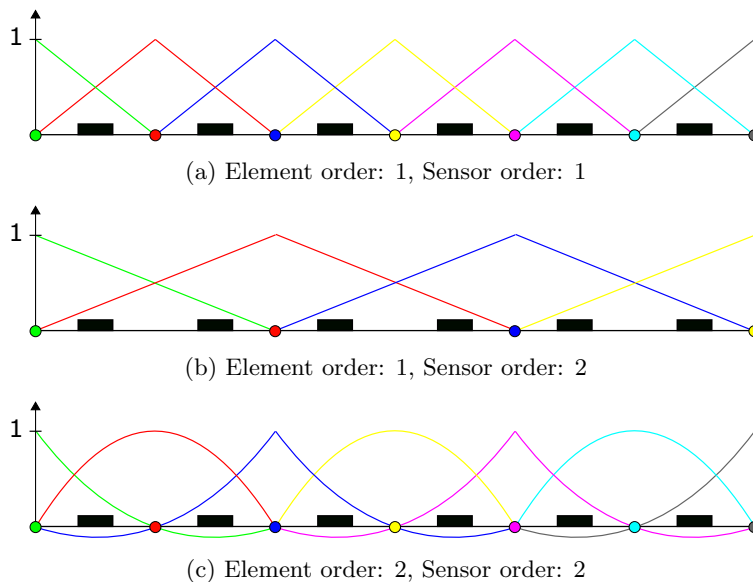 1
(a) Element order: 1, Sensor order: 1
1
(b) Element order: 1, Sensor order: 2
1
(c) Element order: 2, Sensor order: 2